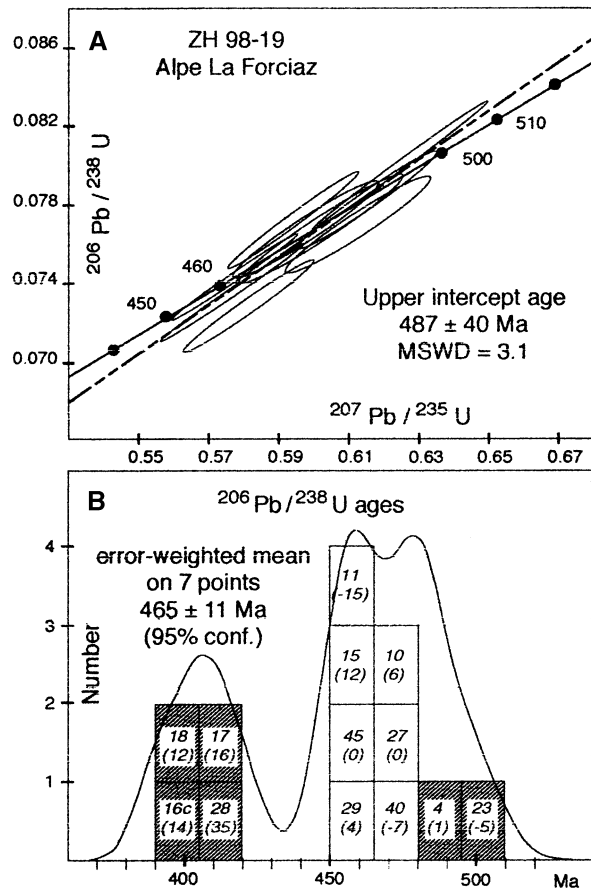 A
ZH 98-19
Alpe La Forciaz
0.086
0.082
0.078
0.074
0.070
206 Pb / 238 U
510
500
460
450
Upper intercept age
487 ± 40 Ma
MSWD = 3.1
207 Pb / 235 U
0.55 0.57 0.59 0.61 0.63 0.65 0.67
B
206 Pb / 238 U ages
error-weighted mean
on 7 points
465 ± 11 Ma
(95% conf.)
Number
4
3
2
1
11
(-15)
15 10
(12) (6)
18 17 45 27
(12) (16) (0) (0)
16c 28 29 40 4 23
(14) (35) (4) (-7) (1) (-5)
400 450 500 Ma